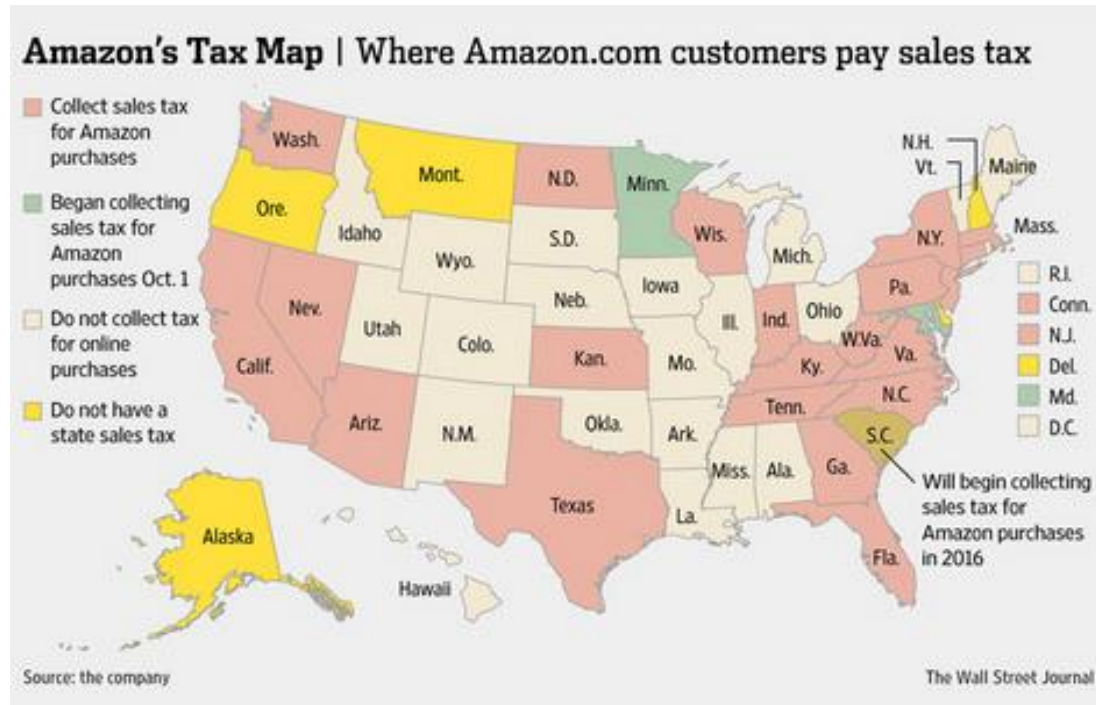 Amazon's Tax Map | Where Amazon.com customers pay sales tax
Collect sales tax
for Amazon
purchases
Began collecting
sales tax for
Amazon
purchases Oct. 1
Do not collect tax
for online
purchases
Do not have a
state sales tax
Wash.
Mont.
N.D.
Minn.
N.H.
Vt.
Maine
Ore.
Idaho
S.D.
Wis.
Mich.
N.Y.
Mass.
Wyo.
Iowa
Pa.
R.I.
Nev.
Utah
Colo.
Neb.
Ill.
Ind.
Ohio
W.Va.
Va.
Conn.
N.J.
Calif.
Kan.
Mo.
Ky.
Del.
Md.
D.C.
Ariz.
N.M.
Okla.
Ark.
Tenn.
N.C.
S.C.
Texas
La.
Miss.
Ala.
Ga.
Fla.
Will begin collecting
sales tax for
Amazon purchases
in 2016
Alaska
Hawaii
Source: the company
The Wall Street Journal